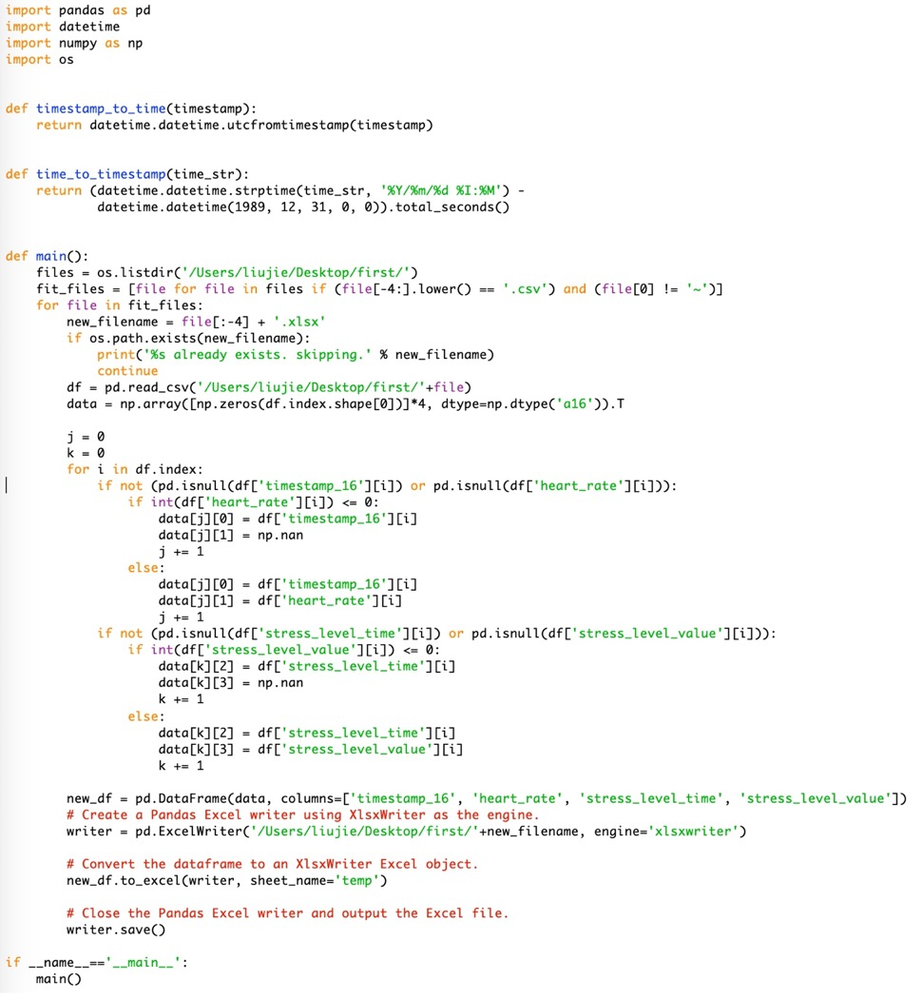 import pandas as pd
import datetime
import numpy as np
import os
def timestamp_to_time(timestamp):
    return datetime.datetime.utcfromtimestamp(timestamp)
def time_to_timestamp(time_str):
    return (datetime.datetime.strptime(time_str, '%Y/%m/%d %I:%M') -
            datetime.datetime(1989, 12, 31, 0, 0)).total_seconds()
def main():
    files = os.listdir('/Users/liujie/Desktop/first/')
    fit_files = [file for file in files if (file[-4:].lower() == '.csv') and (file[0] != '~')]
    for file in fit_files:
        new_filename = file[:-4] + '.xlsx'
        if os.path.exists(new_filename):
            print('%s already exists. skipping.' % new_filename)
            continue
        df = pd.read_csv('/Users/liujie/Desktop/first/'+file)
        data = np.array([np.zeros(df.index.shape[0])]*4, dtype=np.dtype('a16')).T
        j = 0
        k = 0
        for i in df.index:
            if not (pd.isnull(df['timestamp_16'][i]) or pd.isnull(df['heart_rate'][i])):
                if int(df['heart_rate'][i]) <= 0:
                    data[j][0] = df['timestamp_16'][i]
                    data[j][1] = np.nan
                    j += 1
                else:
                    data[j][0] = df['timestamp_16'][i]
                    data[j][1] = df['heart_rate'][i]
                    j += 1
            if not (pd.isnull(df['stress_level_time'][i]) or pd.isnull(df['stress_level_value'][i])):
                if int(df['stress_level_value'][i]) <= 0:
                    data[k][2] = df['stress_level_time'][i]
                    data[k][3] = np.nan
                    k += 1
                else:
                    data[k][2] = df['stress_level_time'][i]
                    data[k][3] = df['stress_level_value'][i]
                    k += 1
        new_df = pd.DataFrame(data, columns=['timestamp_16', 'heart_rate', 'stress_level_time', 'stress_level_value'])
        # Create a Pandas Excel writer using XlsxWriter as the engine.
        writer = pd.ExcelWriter('/Users/liujie/Desktop/first/'+new_filename, engine='xlsxwriter')
        # Convert the dataframe to an XlsxWriter Excel object.
        new_df.to_excel(writer, sheet_name='temp')
        # Close the Pandas Excel writer and output the Excel file.
        writer.save()
if __name__=='__main__':
    main()